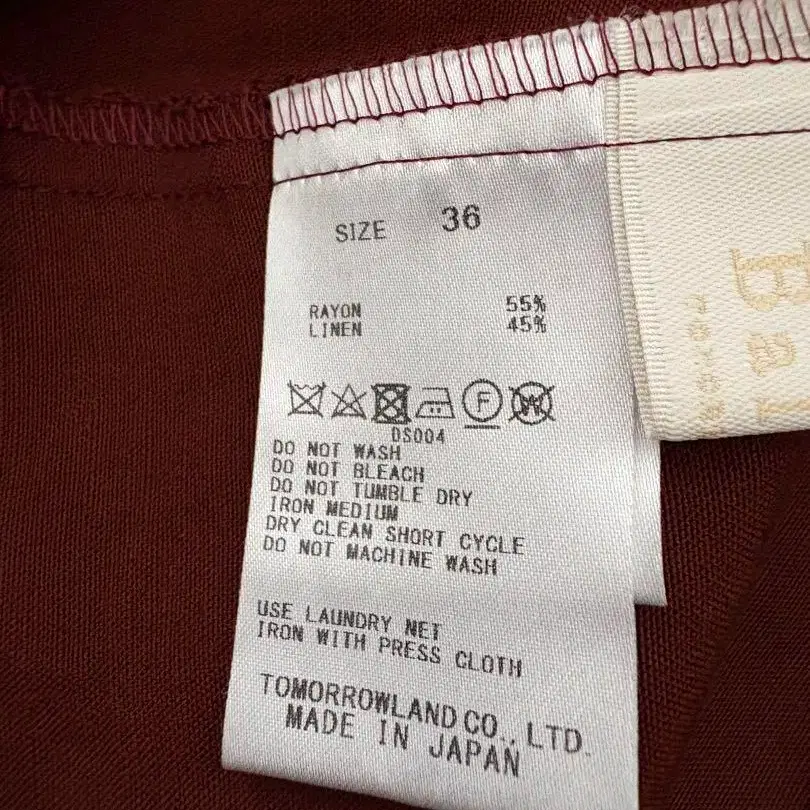 SIZE 36
RAYON 55%
LINEN 45%
F W
DS004
DO NOT WASH
DO NOT BLEACH
DO NOT TUMBLE DRY
IRON MEDIUM
DRY CLEAN SHORT CYCLE
DO NOT MACHINE WASH
USE LAUNDRY NET
IRON WITH PRESS CLOTH
TOMORROWLAND CO., LTD.
MADE IN JAPAN
Bal